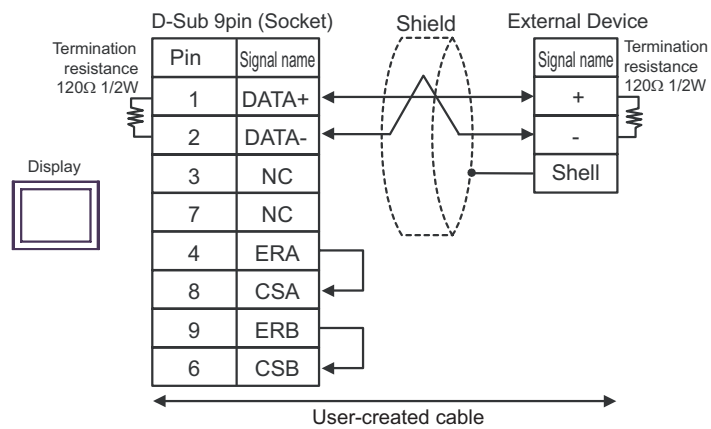 D-Sub 9pin (Socket)
Shield
External Device
Termination
resistance
120Ω 1/2W
Pin Signal name
1 DATA+
2 DATA-
3 NC
7 NC
4 ERA
8 CSA
9 ERB
6 CSB
Display
Signal name
+
-
Shell
Termination
resistance
120Ω 1/2W
User-created cable